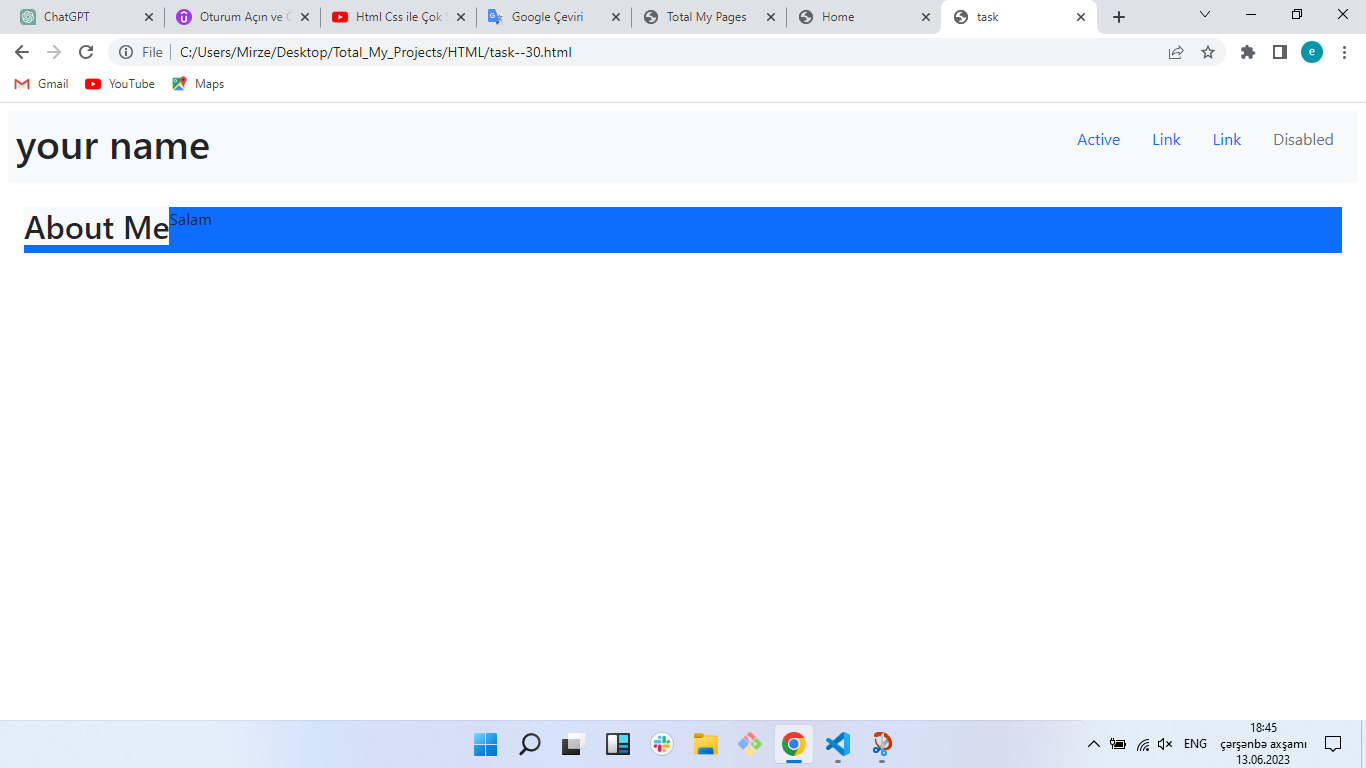 ChatGPT
Oturum Açın ve
Html Css ile Çok
Google Çeviri
Total My Pages
Home
task
File
C:/Users/Mirze/Desktop/Total_My_Projects/HTML/task--30.html
e
Gmail
YouTube
Maps
your name
Active
Link
Link
Disabled
About Me
Salam
ENG
18:45
çərşənbə axşamı
13.06.2023